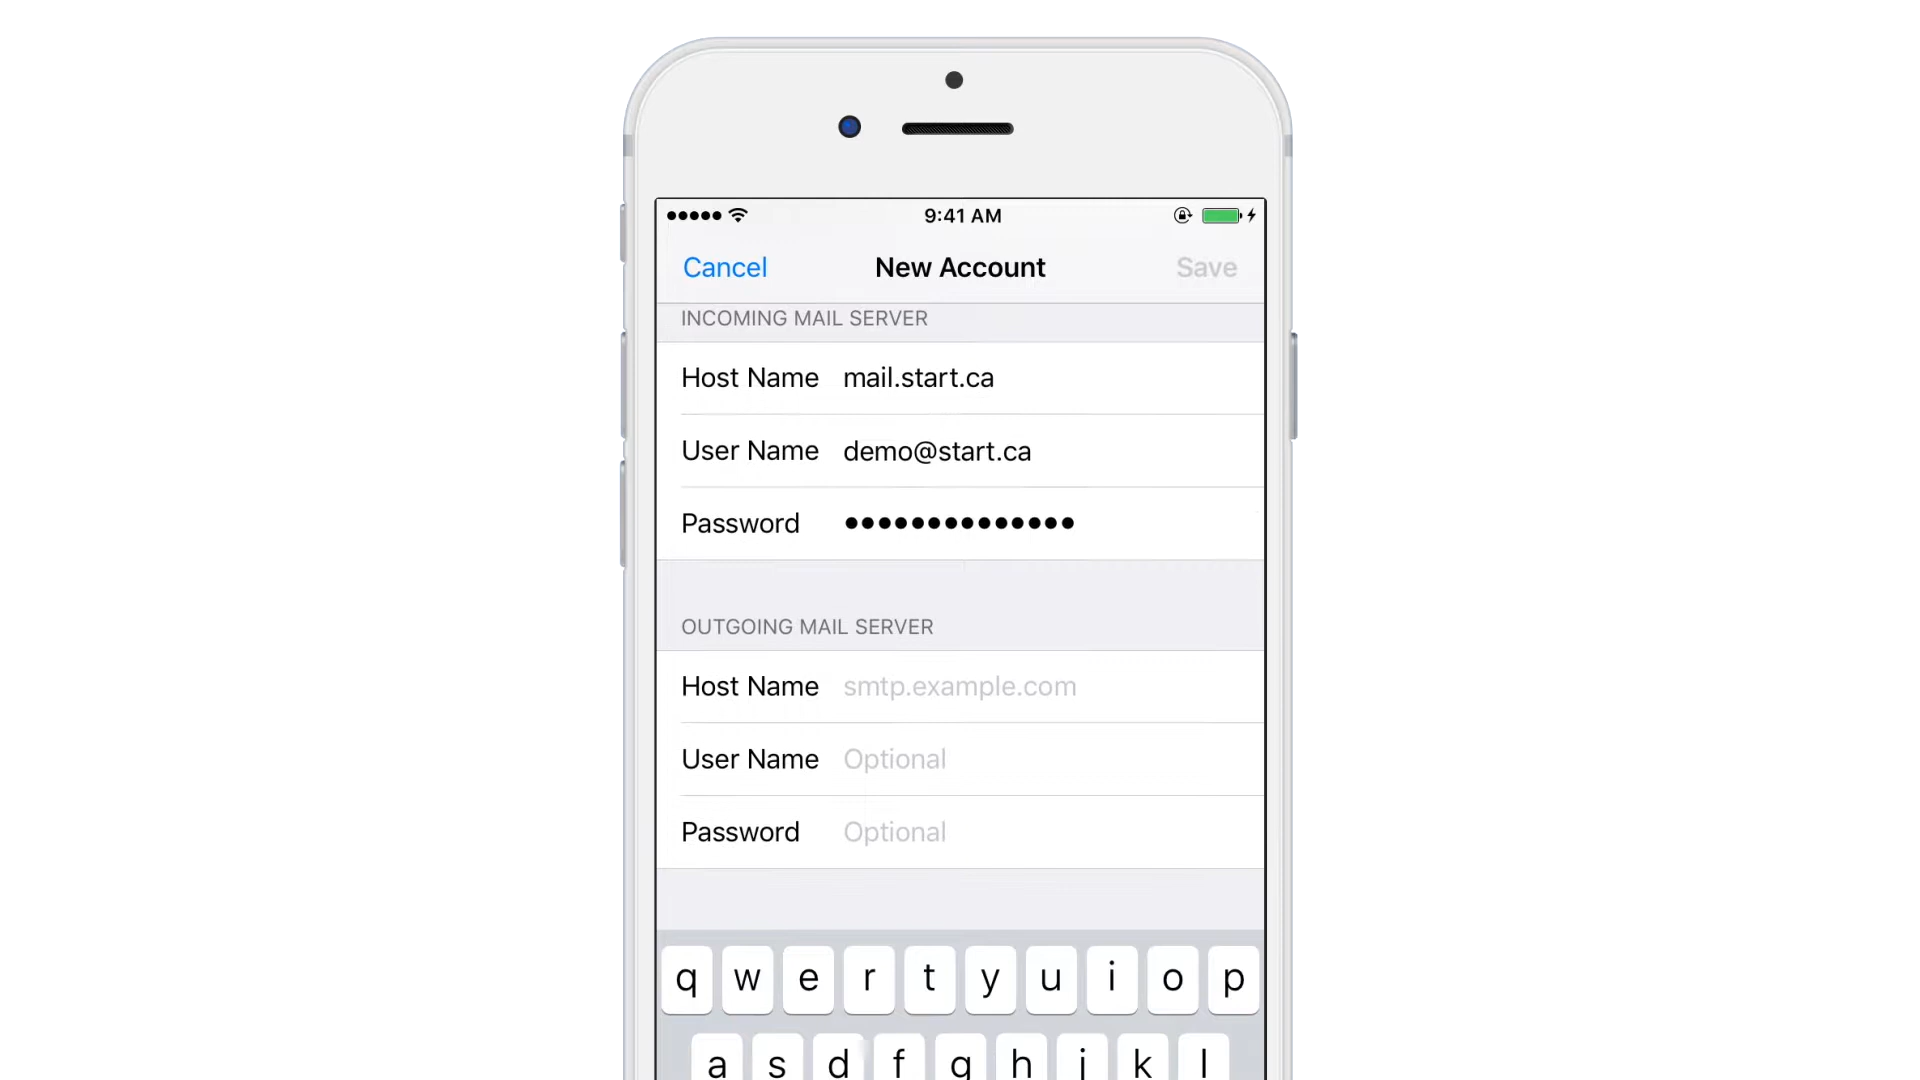 9:41 AM
Cancel New Account Save
INCOMING MAIL SERVER
Host Name mail.start.ca
User Name demo@start.ca
Password ••••••••••••••
OUTGOING MAIL SERVER
Host Name smtp.example.com
User Name Optional
Password Optional
q w e r t y u i o p
a s d f g h j k l